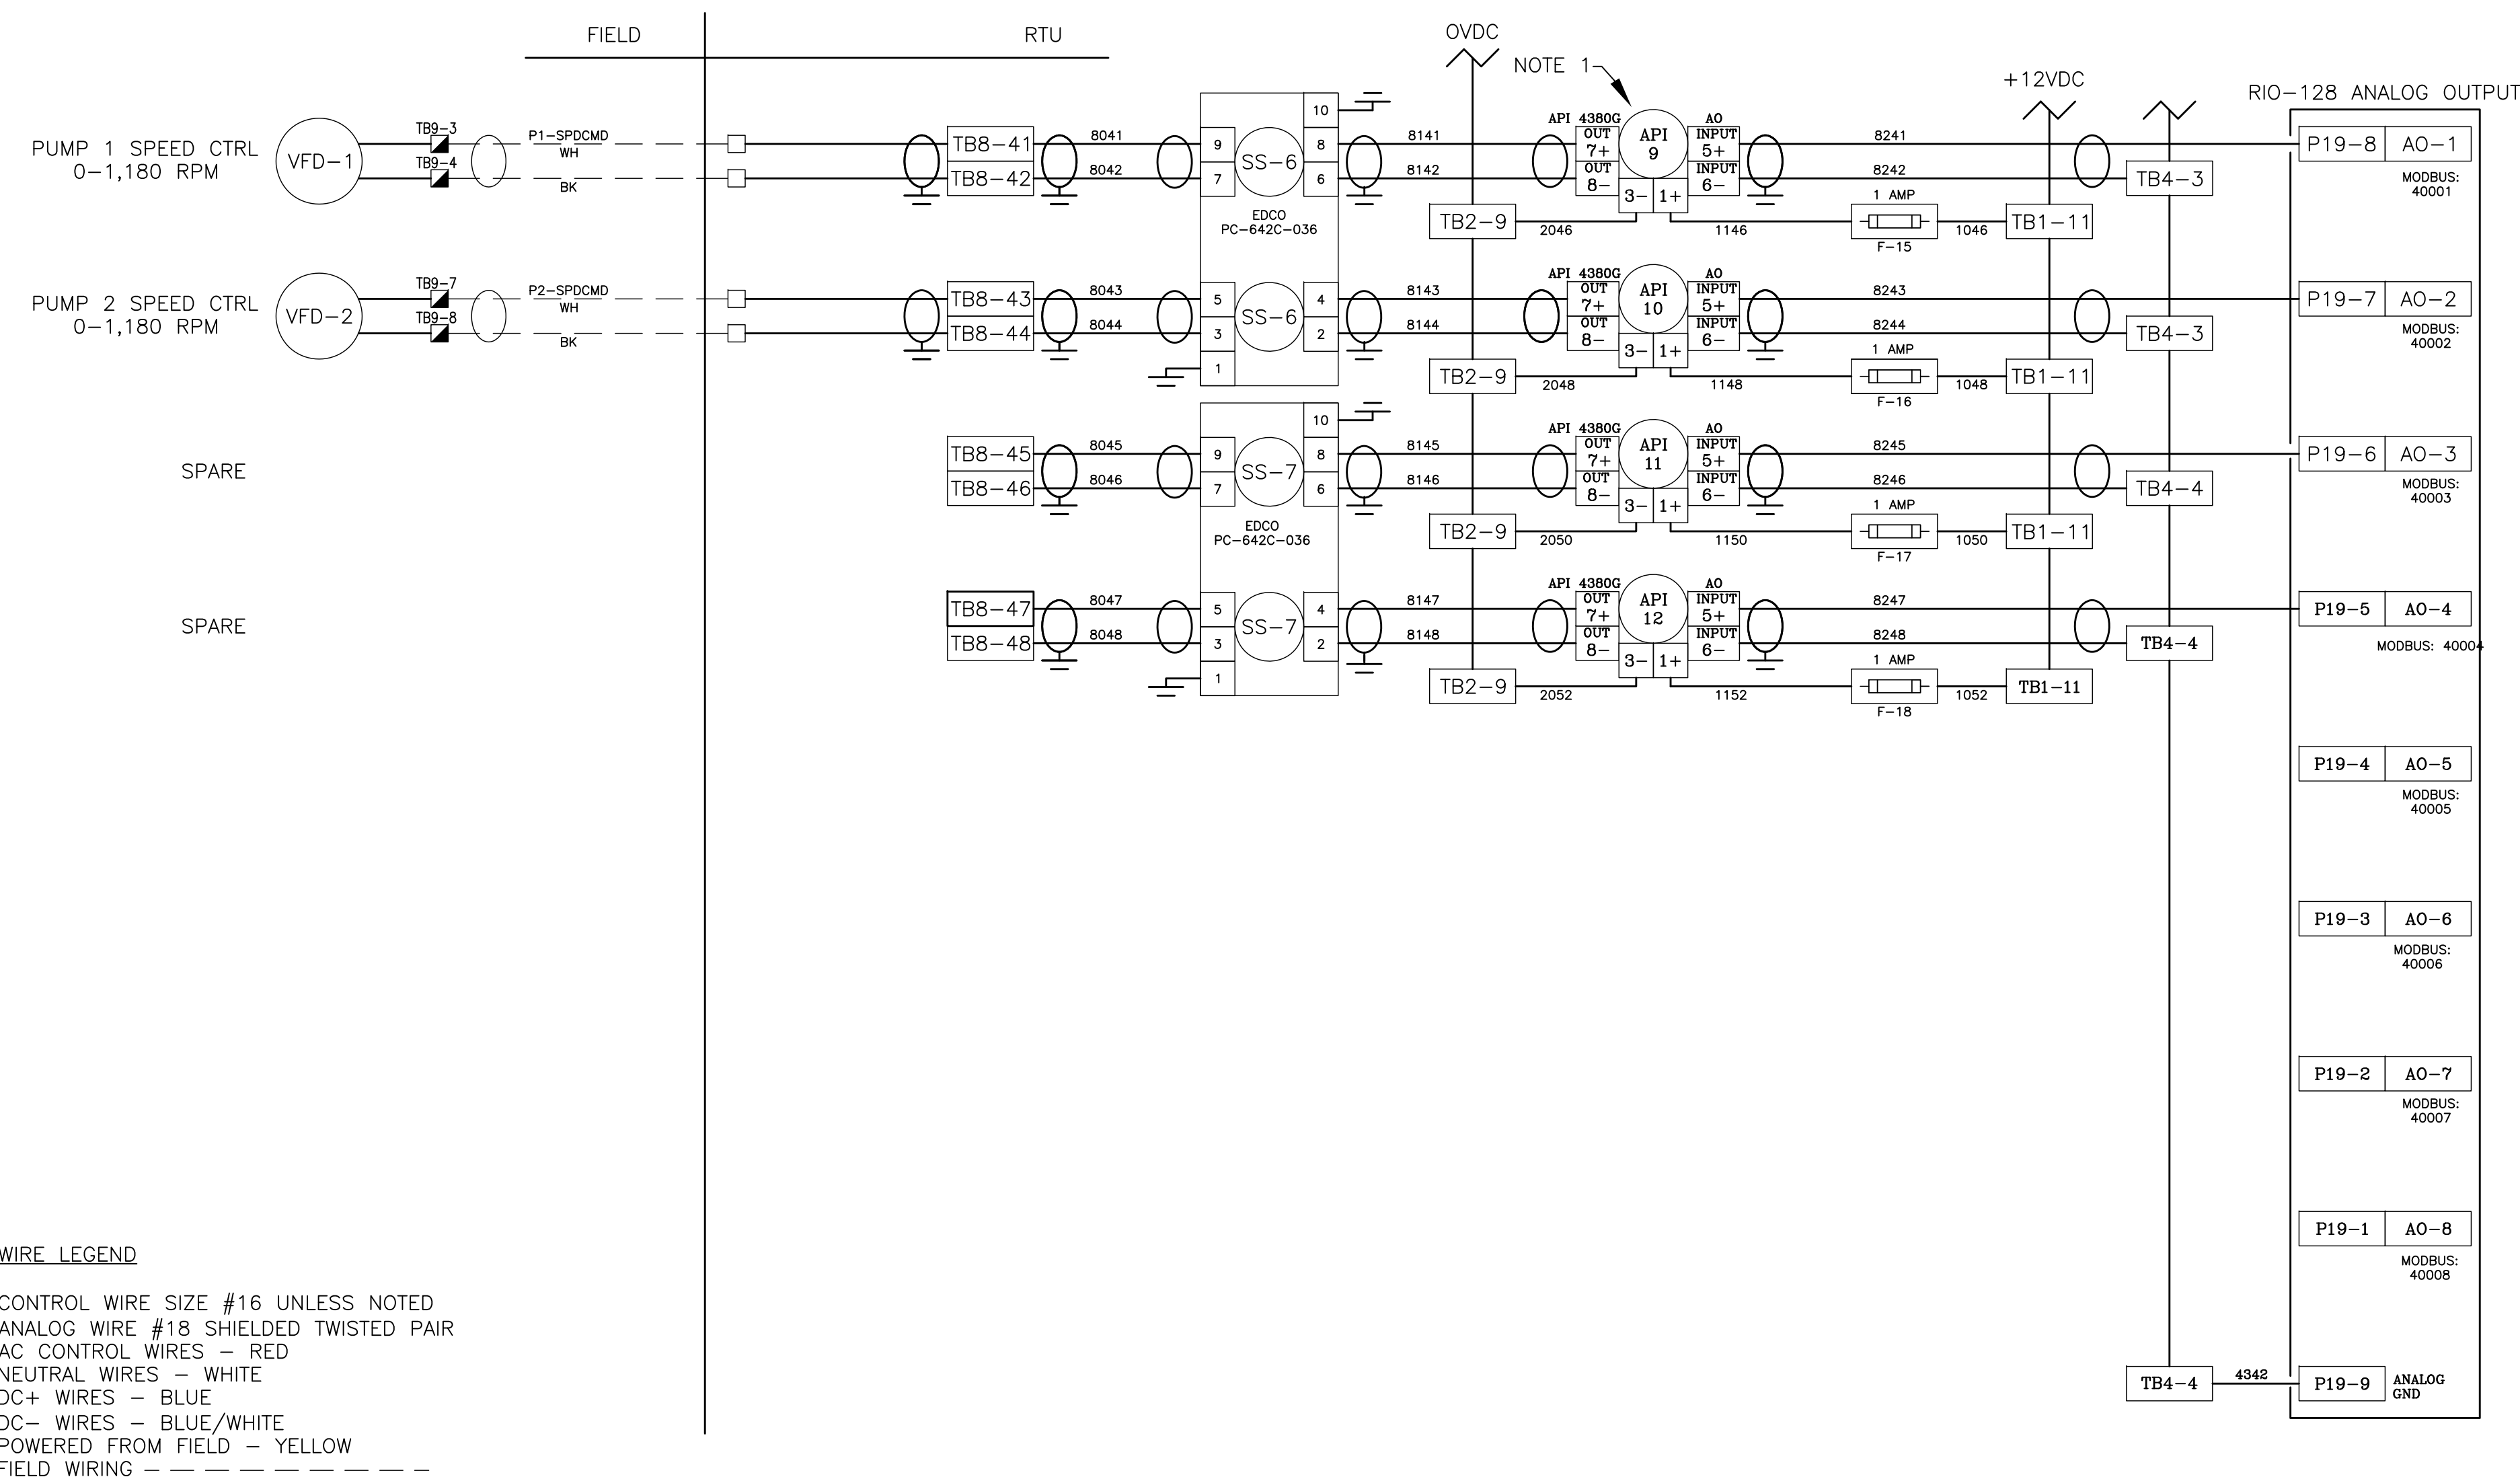 FIELD
RTU
0VDC
NOTE 1
+12VDC
RIO-128 ANALOG OUTPUT
PUMP 1 SPEED CTRL
0-1,180 RPM
VFD-1
TB9-3
TB9-4
P1-SPDCMD
WH
BK
TB8-41
TB8-42
8041
8042
10
9
8
7
6
SS-6
EDCO
PC-642C-036
8141
8142
API 4380G
OUT
7+
OUT
8-
API
9
AO
INPUT
5+
INPUT
6-
3-
1+
8241
8242
TB4-3
P19-8
AO-1
MODBUS:
40001
TB2-9
2046
1146
1 AMP
F-15
1046
TB1-11
PUMP 2 SPEED CTRL
0-1,180 RPM
VFD-2
TB9-7
TB9-8
P2-SPDCMD
WH
BK
TB8-43
TB8-44
8043
8044
5
4
3
2
1
SS-6
8143
8144
API 4380G
OUT
7+
OUT
8-
API
10
AO
INPUT
5+
INPUT
6-
3-
1+
8243
8244
TB4-3
P19-7
AO-2
MODBUS:
40002
TB2-9
2048
1148
1 AMP
F-16
1048
TB1-11
SPARE
TB8-45
TB8-46
8045
8046
10
9
8
7
6
SS-7
EDCO
PC-642C-036
8145
8146
API 4380G
OUT
7+
OUT
8-
API
11
AO
INPUT
5+
INPUT
6-
3-
1+
8245
8246
TB4-4
P19-6
AO-3
MODBUS:
40003
TB2-9
2050
1150
1 AMP
F-17
1050
TB1-11
SPARE
TB8-47
TB8-48
8047
8048
5
4
3
2
1
SS-7
8147
8148
API 4380G
OUT
7+
OUT
8-
API
12
AO
INPUT
5+
INPUT
6-
3-
1+
8247
8248
TB4-4
P19-5
AO-4
MODBUS: 40004
TB2-9
2052
1152
1 AMP
F-18
1052
TB1-11
P19-4
AO-5
MODBUS:
40005
P19-3
AO-6
MODBUS:
40006
P19-2
AO-7
MODBUS:
40007
P19-1
AO-8
MODBUS:
40008
TB4-4
4342
P19-9
ANALOG
GND
WIRE LEGEND
CONTROL WIRE SIZE #16 UNLESS NOTED
ANALOG WIRE #18 SHIELDED TWISTED PAIR
AC CONTROL WIRES - RED
NEUTRAL WIRES - WHITE
DC+ WIRES - BLUE
DC- WIRES - BLUE/WHITE
POWERED FROM FIELD - YELLOW
FIELD WIRING